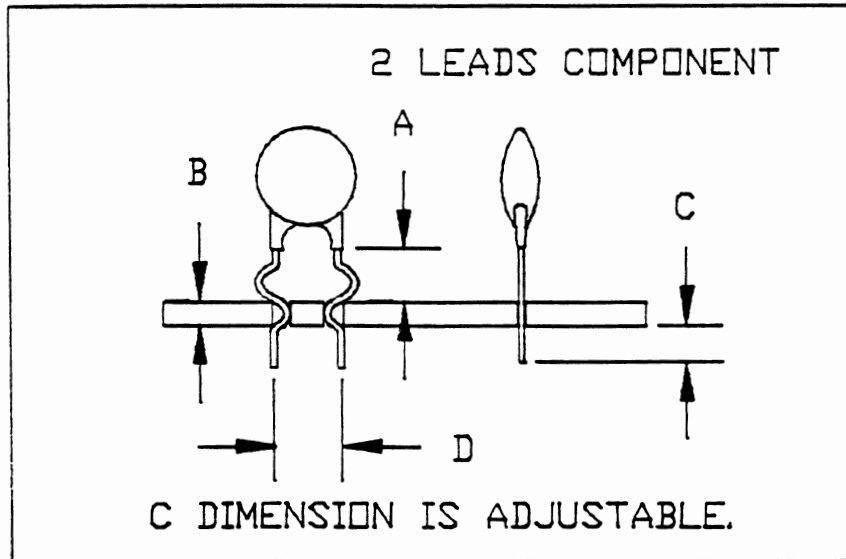 2 LEADS COMPONENT
A
B
C
D
C DIMENSION IS ADJUSTABLE.